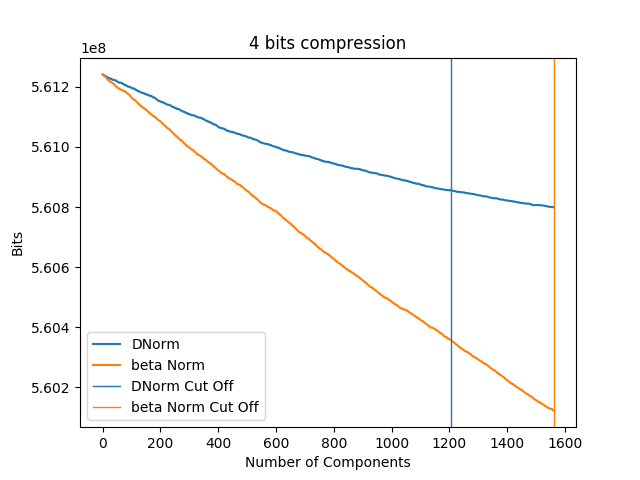 4 bits compression
1e8
5.612
5.610
5.608
5.606
5.604
5.602
Bits
DNorm
beta Norm
DNorm Cut Off
beta Norm Cut Off
0 200 400 600 800 1000 1200 1400 1600
Number of Components